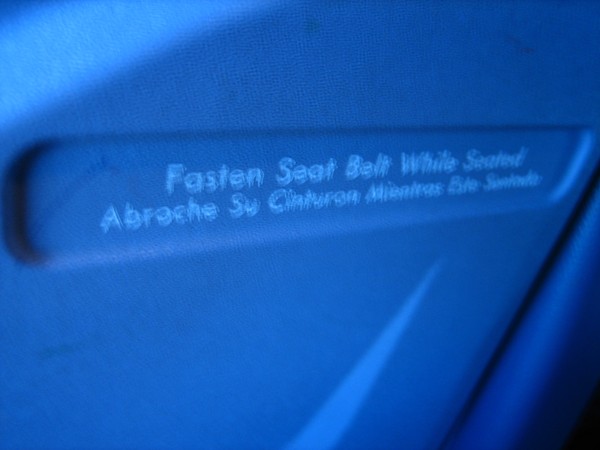 Fasten Seat Belt While Seated
Abroche Su Cinturon Mientras Este Sentado